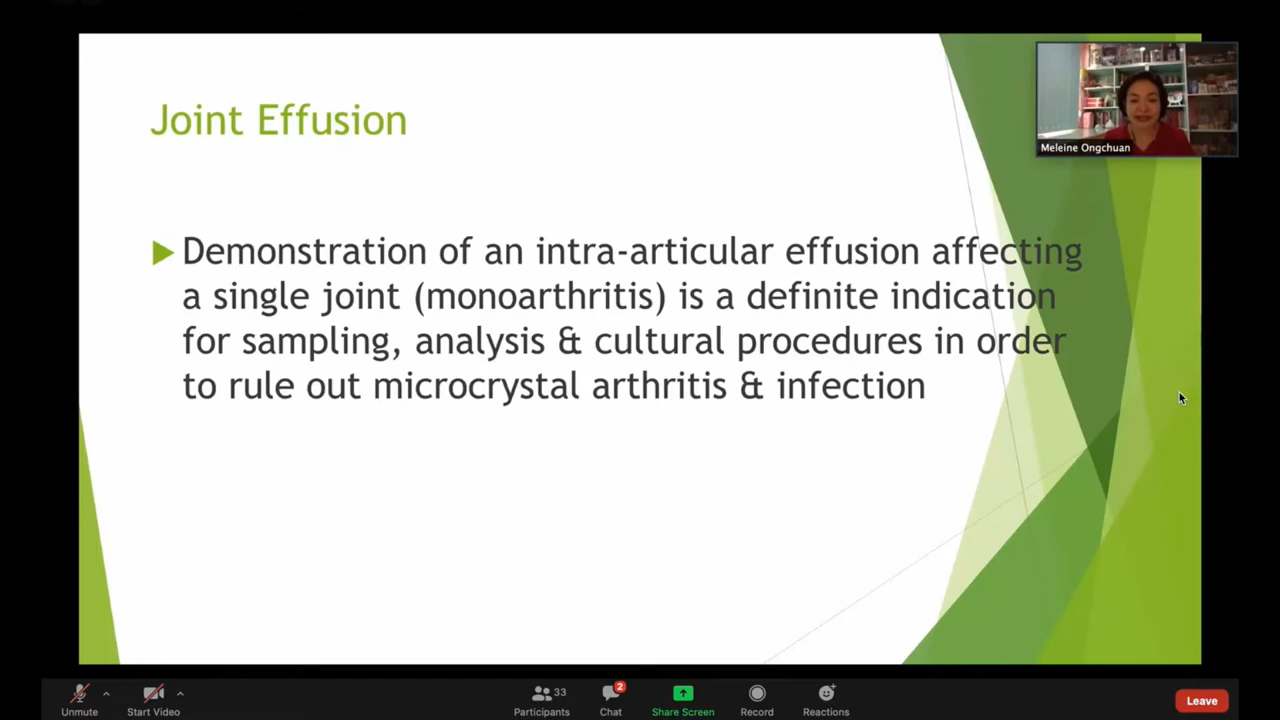 Joint Effusion
Demonstration of an intra-articular effusion affecting
a single joint (monoarthritis) is a definite indication
for sampling, analysis & cultural procedures in order
to rule out microcrystal arthritis & infection
Meleine Ongchuan
33
2
Unmute
Start Video
Participants
Chat
Share Screen
Record
Reactions
Leave